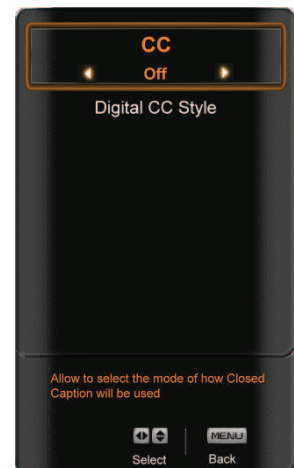 CC
Off
Digital CC Style
Allow to select the mode of how Closed
Caption will be used
MENU
Select Back